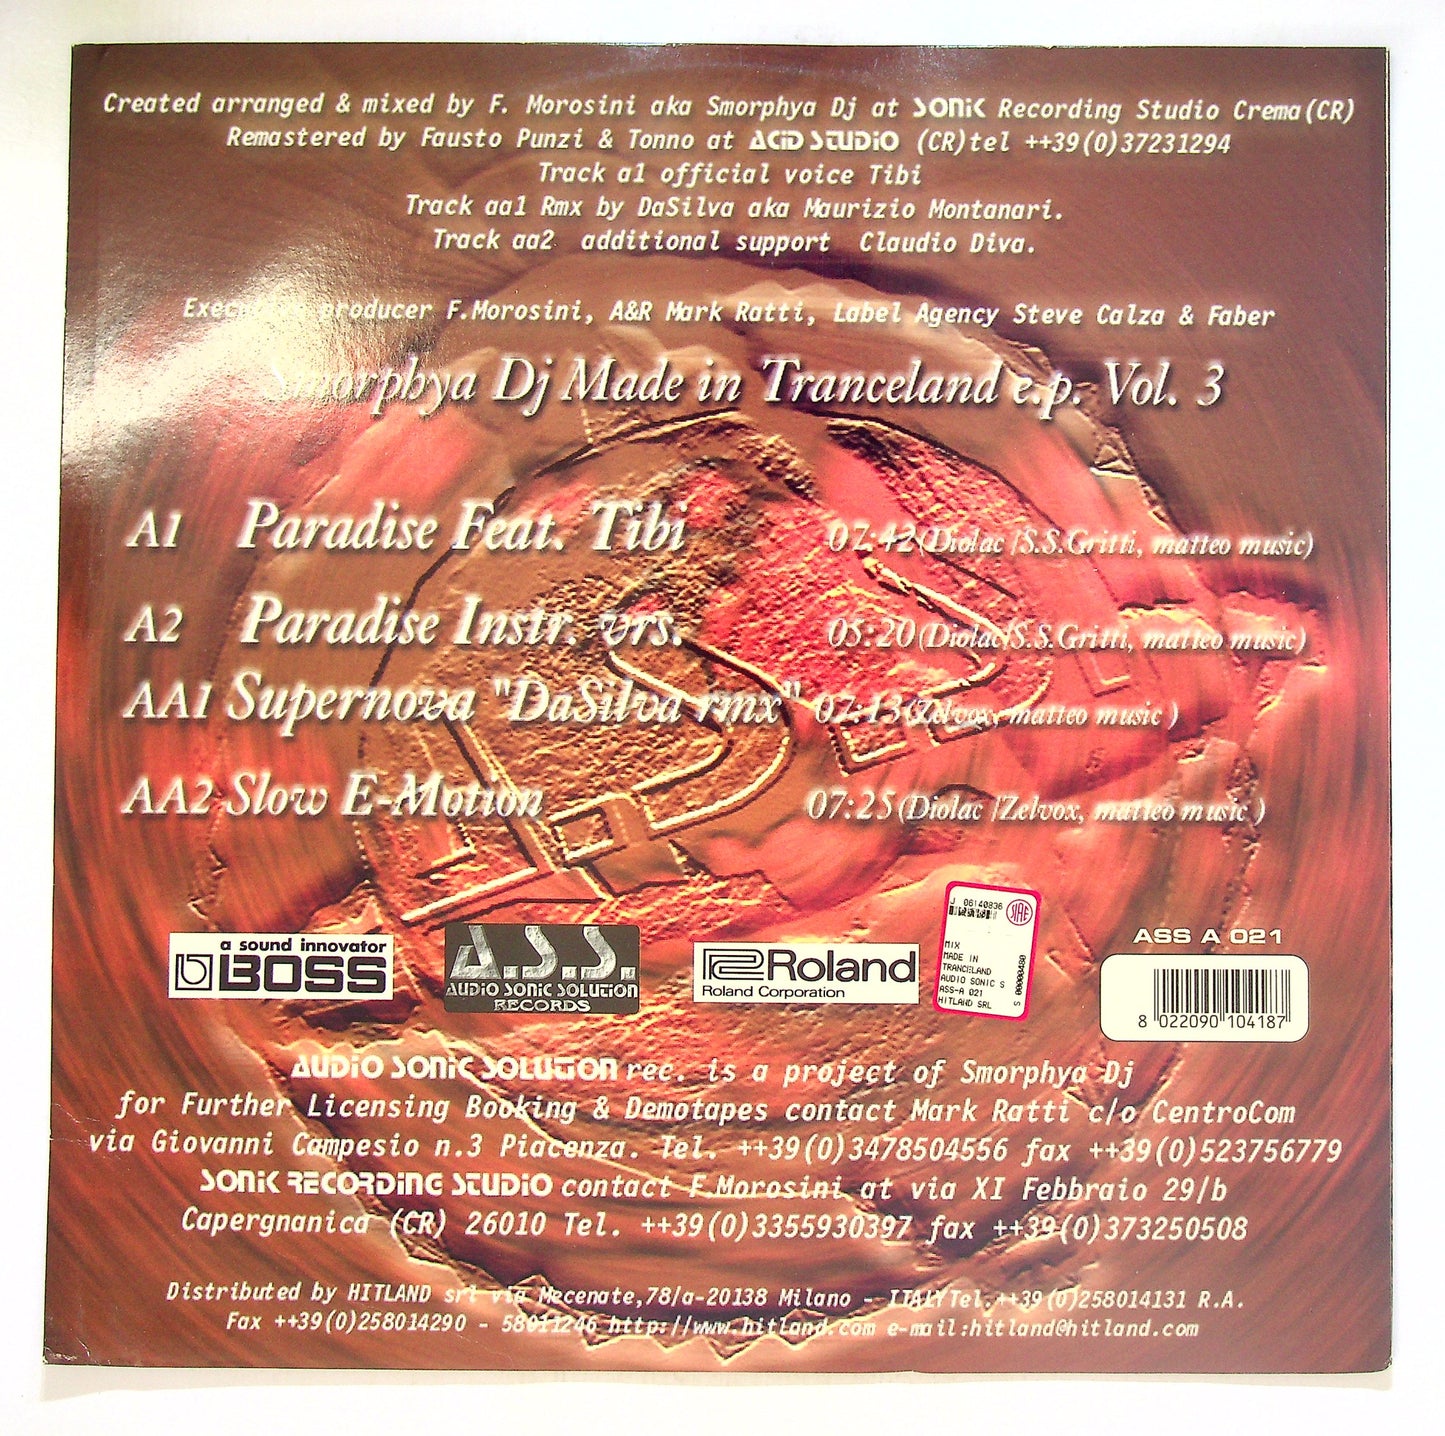 Created arranged & mixed by F. Morosini aka Smorphya Dj at SONiK Recording Studio Crema(CR)
Remastered by Fausto Punzi & Tonno at ACiD STUDiO (CR)tel ++39(0)37231294
Track a1 official voice Tibi
Track aa1 Rmx by DaSilva aka Maurizio Montanari.
Track aa2 additional support Claudio Diva.
Executive producer F.Morosini, A&R Mark Ratti, Label Agency Steve Calza & Faber
Smorphya Dj Made in Tranceland e.p. Vol. 3
A1 Paradise Feat. Tibi 07:42(Diolac /S.S.Gritti, matteo music)
A2 Paradise Instr. vrs. 05:20(Diolac/S.S.Gritti, matteo music)
AA1 Supernova "DaSilva rmx" 07:13(Zelvox, matteo music )
AA2 Slow E-Motion 07:25(Diolac /Zelvox, matteo music )
a sound innovator
BOSS
A.S.S.
AUDIO SONIC SOLUTION
RECORDS
Roland
Roland Corporation
J 06140836
SIAE
MIX
MADE IN
TRANCELAND
AUDIO SONIC S
ASS-A 021
HITLAND SRL
00000480 S
ASS A 021
8 022090 104187
AUDiO SONiC SOLUTiON rec. is a project of Smorphya Dj
for Further Licensing Booking & Demotapes contact Mark Ratti c/o CentroCom
via Giovanni Campesio n.3 Piacenza. Tel. ++39(0)3478504556 fax ++39(0)523756779
SONiK RECORDiNG STUDiO contact F.Morosini at via XI Febbraio 29/b
Capergnanica (CR) 26010 Tel. ++39(0)3355930397 fax ++39(0)373250508
Distributed by HITLAND srl via Mecenate,78/a-20138 Milano - ITALYTel.++39(0)258014131 R.A.
Fax ++39(0)258014290 - 58011246 http://www.hitland.com e-mail:hitland@hitland.com